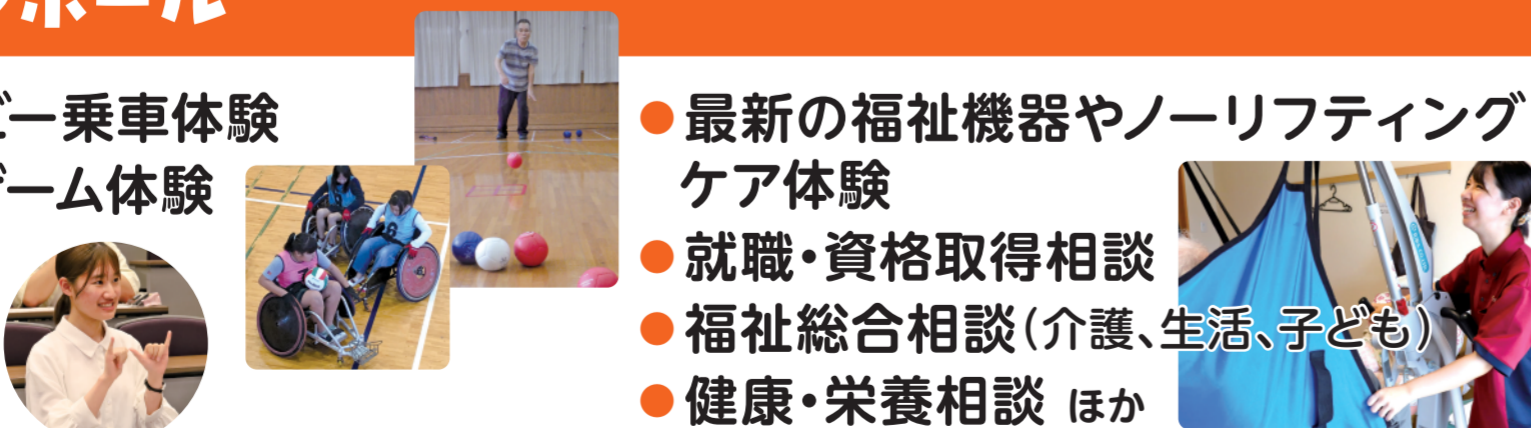 ボール
ー乗車体験
ーム体験
●最新の福祉機器やノーリフティング
ケア体験
●就職・資格取得相談
●福祉総合相談(介護、生活、子ども)
●健康・栄養相談 ほか